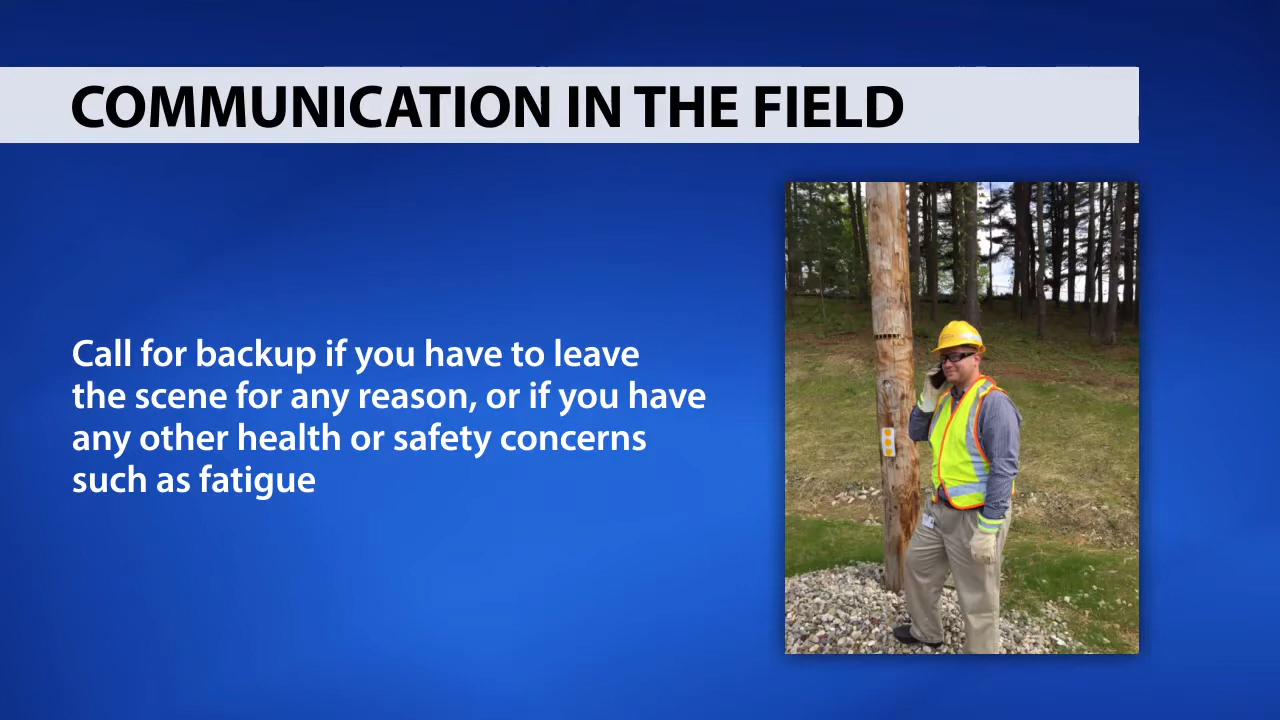 COMMUNICATION IN THE FIELD
Call for backup if you have to leave
the scene for any reason, or if you have
any other health or safety concerns
such as fatigue